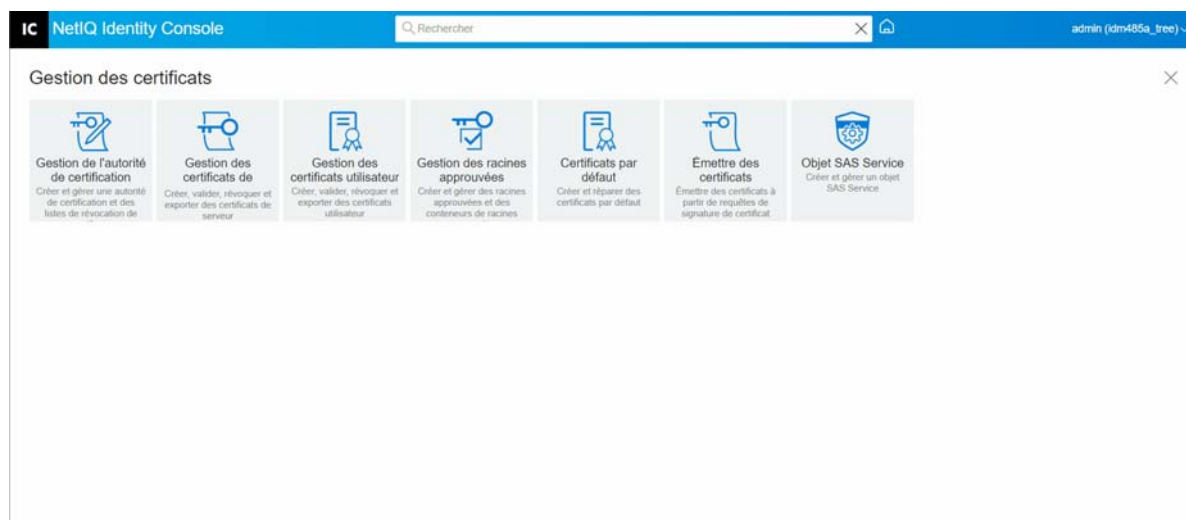 IC NetIQ Identity Console
Rechercher
admin (idm485a_tree)
Gestion des certificats
Gestion de l'autorité
de certification
Créer et gérer une autorité
de certification et des
listes de révocation de
Gestion des
certificats de
Créer, valider, révoquer et
exporter des certificats de
serveur
Gestion des
certificats utilisateur
Créer, valider, révoquer et
exporter des certificats
utilisateur
Gestion des racines
approuvées
Créer et gérer des racines
approuvées et des
conteneurs de racines
Certificats par
défaut
Créer et réparer des
certificats par défaut
Émettre des
certificats
Émettre des certificats à
partir de requêtes de
signature de certificat
Objet SAS Service
Créer et gérer un objet
SAS Service